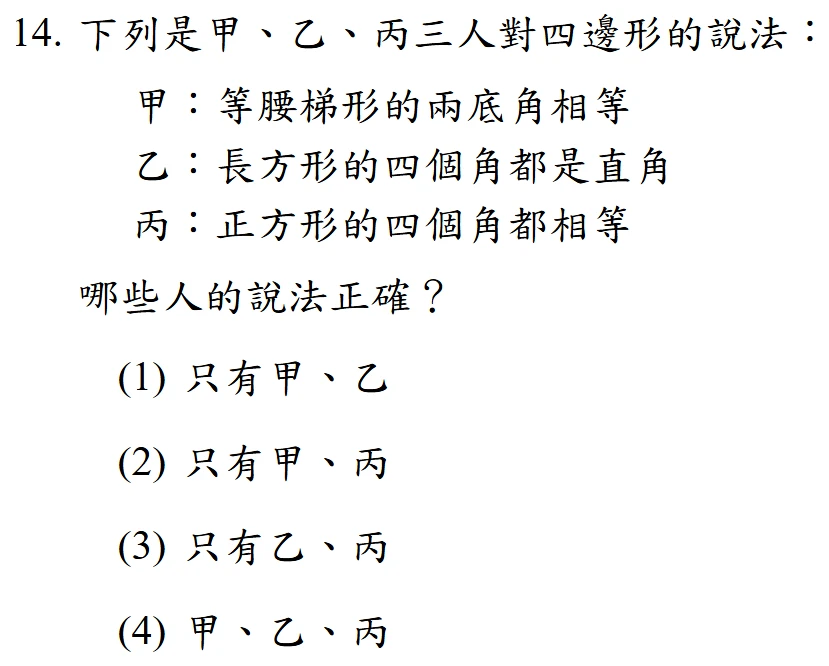 14. 下列是甲、乙、丙三人對四邊形的說法：
甲：等腰梯形的兩底角相等
乙：長方形的四個角都是直角
丙：正方形的四個角都相等
哪些人的說法正確？
(1) 只有甲、乙
(2) 只有甲、丙
(3) 只有乙、丙
(4) 甲、乙、丙